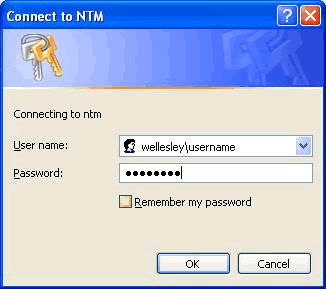 Connect to NTM
Connecting to ntm
User name: wellesley\username
Password: ••••••••
Remember my password
OK Cancel